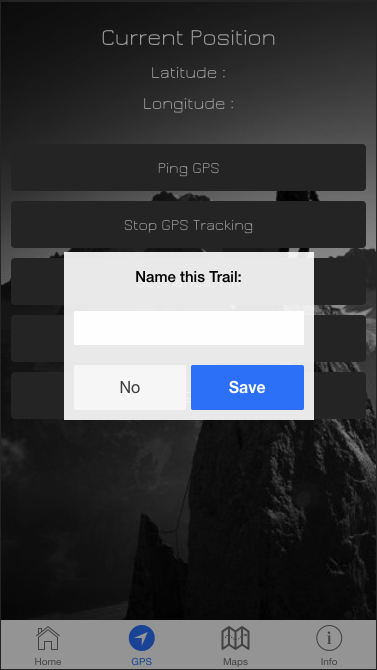 Current Position
Latitude :
Longitude :
Ping GPS
Stop GPS Tracking
Name this Trail:
No Save
Home GPS Maps Info